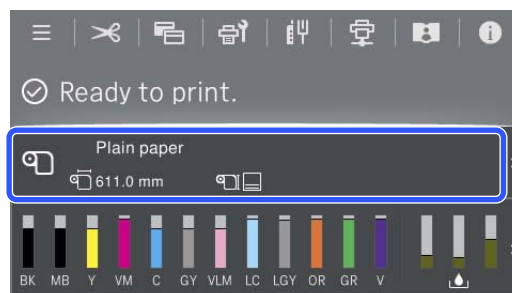 Ready to print.
Plain paper
611.0 mm
BK MB Y VM C GY VLM LC LGY OR GR V